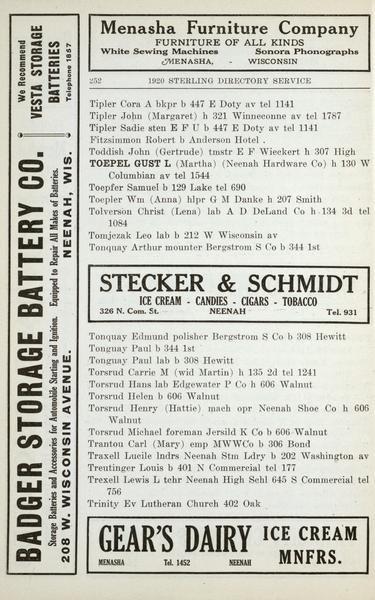 We Recommend
VESTA STORAGE
BATTERIES
Telephone 1857
BADGER STORAGE BATTERY CO.
Storage Batteries and Accessories for Automobile Starting and Ignition. Equipped to Repair All Makes of Batteries.
208 W. WISCONSIN AVENUE. NEENAH, WIS.
Menasha Furniture Company
FURNITURE OF ALL KINDS
White Sewing Machines Sonora Phonographs
MENASHA, - WISCONSIN
252 1920 STERLING DIRECTORY SERVICE
Tipler Cora A bkpr b 447 E Doty av tel 1141
Tipler John (Margaret) h 321 Winneconne av tel 1787
Tipler Sadie sten E F U b 447 E Doty av tel 1141
Fitzsimmon Robert b Anderson Hotel .
Toddish John (Gertrude) tmstr E F Wieckert h 307 High
TOEPEL GUST L (Martha) (Neenah Hardware Co) h 130 W
Columbian av tel 1544
Toepfer Samuel b 129 Lake tel 690
Toepler Wm (Anna) hlpr G M Danke h 207 Smith
Tolverson Christ (Lena) lab A D DeLand Co h 134 3d tel
1084
Tomjczak Leo lab b 212 W Wisconsin av
Tonquay Arthur mounter Bergstrom S Co b 344 1st
STECKER & SCHMIDT
ICE CREAM - CANDIES - CIGARS - TOBACCO
326 N. Com. St. NEENAH Tel. 931
Tonquay Edmund polisher Bergstrom S Co b 308 Hewitt
Tonguay Paul b 344 1st
Tonguay Paul lab b 308 Hewitt
Torsrud Carrie M (wid Martin) h 135 2d tel 1241
Torsrud Hans lab Edgewater P Co h 606 Walnut
Torsrud Helen b 606 Walnut
Torsrud Henry (Hattie) mach opr Neenah Shoe Co h 606
Walnut
Torsrud Michael foreman Jersild K Co b 606 Walnut
Trantou Carl (Mary) emp MWWCo b 306 Bond
Traxell Lucile lndrs Neenah Stm Ldry b 202 Washington av
Treutinger Louis b 401 N Commercial tel 177
Trexell Lewis L tchr Neenah High Sehl 645 S Commercial tel
756
Trinity Ev Lutheran Church 402 Oak
GEAR'S DAIRY ICE CREAM
MNFRS.
MENASHA Tel. 1452 NEENAH